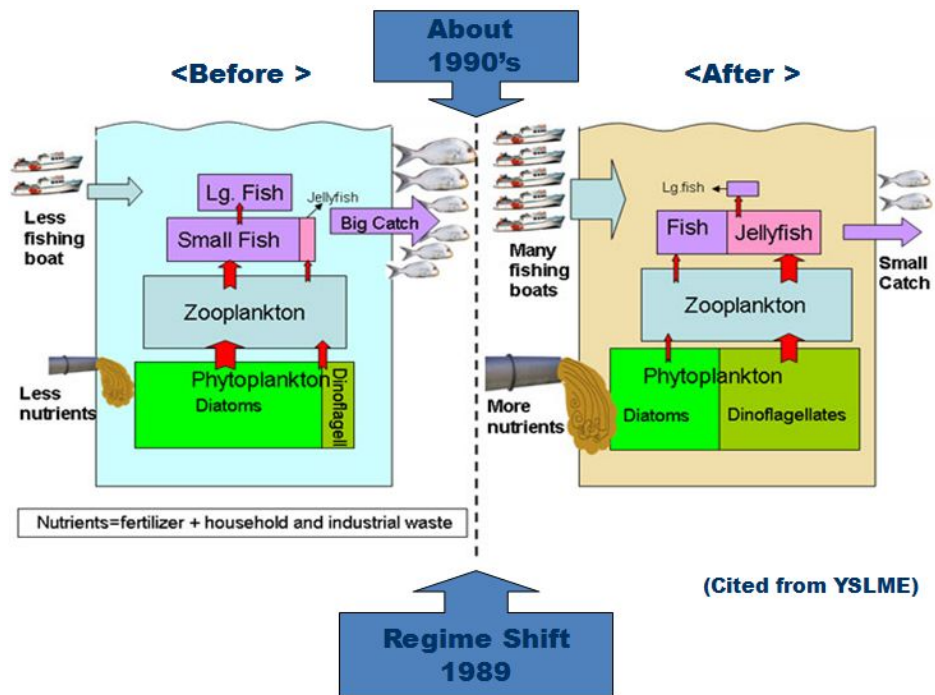 About
1990's
<Before >
<After >
Less
fishing
boat
Lg. Fish
Jellyfish
Small Fish
Big Catch
Zooplankton
Less
nutrients
Phytoplankton
Diatoms
Dinoflagell
Nutrients=fertilizer + household and industrial waste
Many
fishing
boats
Lg.fish
Fish
Jellyfish
Small
Catch
Zooplankton
More
nutrients
Phytoplankton
Diatoms
Dinoflagellates
(Cited from YSLME)
Regime Shift
1989